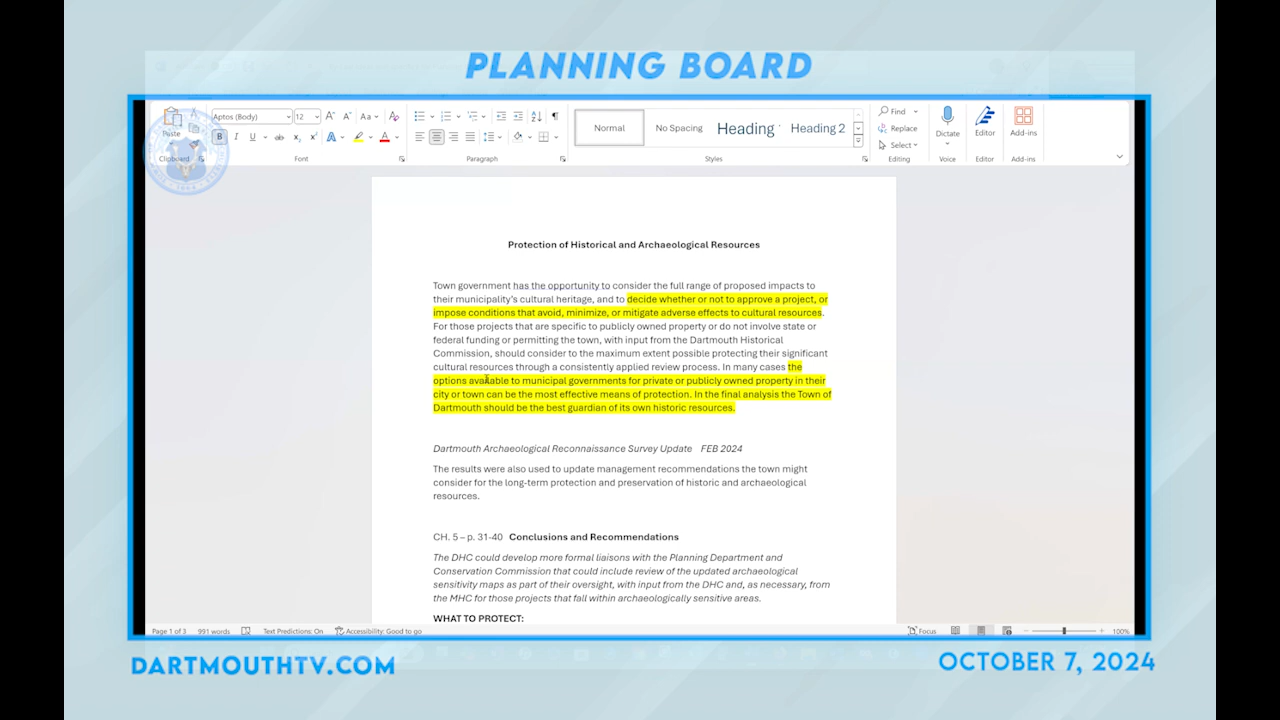 PLANNING BOARD
Aptos (Body)
12
Aa
Find
Paste
Normal
No Spacing
Heading
Heading 2
Replace
Select
Dictate
Editor
Add-ins
Clipboard
Font
Paragraph
Styles
Editing
Voice
Editor
Add-ins
Protection of Historical and Archaeological Resources
Town government has the opportunity to consider the full range of proposed impacts to
their municipality's cultural heritage, and to decide whether or not to approve a project, or
impose conditions that avoid, minimize, or mitigate adverse effects to cultural resources.
For those projects that are specific to publicly owned property or do not involve state or
federal funding or permitting the town, with input from the Dartmouth Historical
Commission, should consider to the maximum extent possible protecting their significant
cultural resources through a consistently applied review process. In many cases the
options available to municipal governments for private or publicly owned property in their
city or town can be the most effective means of protection. In the final analysis the Town of
Dartmouth should be the best guardian of its own historic resources.
Dartmouth Archaeological Reconnaissance Survey Update FEB 2024
The results were also used to update management recommendations the town might
consider for the long-term protection and preservation of historic and archaeological
resources.
CH. 5 – p. 31-40 Conclusions and Recommendations
The DHC could develop more formal liaisons with the Planning Department and
Conservation Commission that could include review of the updated archaeological
sensitivity maps as part of their oversight, with input from the DHC and, as necessary, from
the MHC for those projects that fall within archaeologically sensitive areas.
WHAT TO PROTECT:
Page 1 of 3
991 words
Text Predictions: On
Accessibility: Good to go
Focus
100%
DARTMOUTHTV.COM
OCTOBER 7, 2024